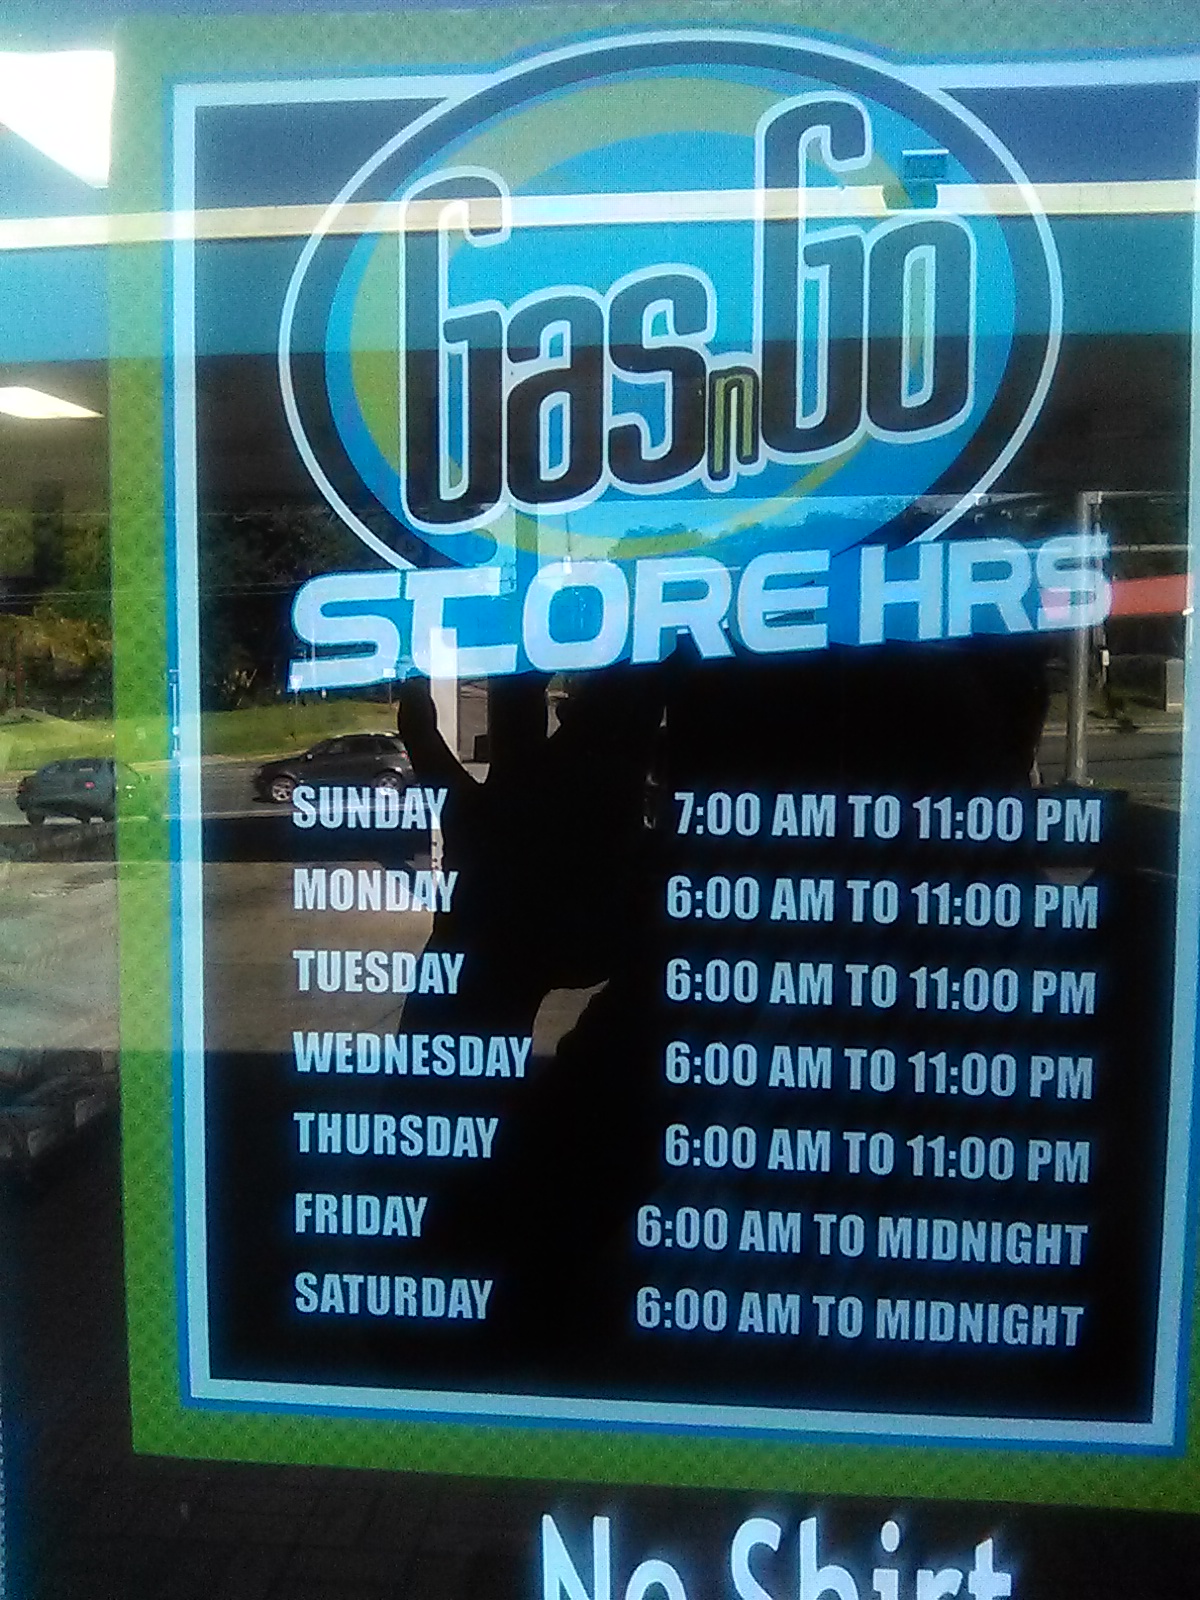 Gas n Go
STORE HRS
SUNDAY 7:00 AM TO 11:00 PM
MONDAY 6:00 AM TO 11:00 PM
TUESDAY 6:00 AM TO 11:00 PM
WEDNESDAY 6:00 AM TO 11:00 PM
THURSDAY 6:00 AM TO 11:00 PM
FRIDAY 6:00 AM TO MIDNIGHT
SATURDAY 6:00 AM TO MIDNIGHT
No Shirt